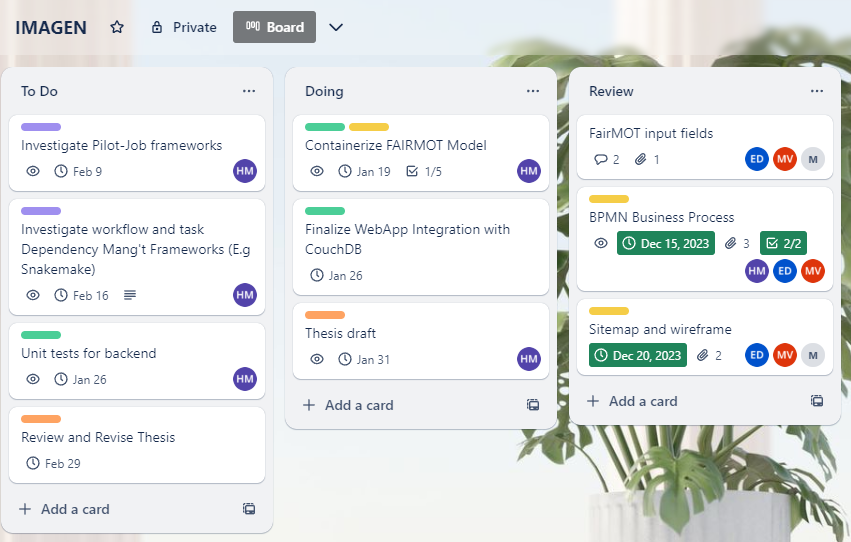 IMAGEN
Private
Board
To Do
Investigate Pilot-Job frameworks
Feb 9
HM
Investigate workflow and task
Dependency Mang't Frameworks (E.g
Snakemake)
Feb 16
HM
Unit tests for backend
Jan 26
HM
Review and Revise Thesis
Feb 29
Add a card
Doing
Containerize FAIRMOT Model
Jan 19
1/5
HM
Finalize WebApp Integration with
CouchDB
Jan 26
Thesis draft
Jan 31
HM
Add a card
Review
FairMOT input fields
2
1
ED
MV
M
BPMN Business Process
Dec 15, 2023
3
2/2
HM
ED
MV
Sitemap and wireframe
Dec 20, 2023
2
ED
MV
M
Add a card